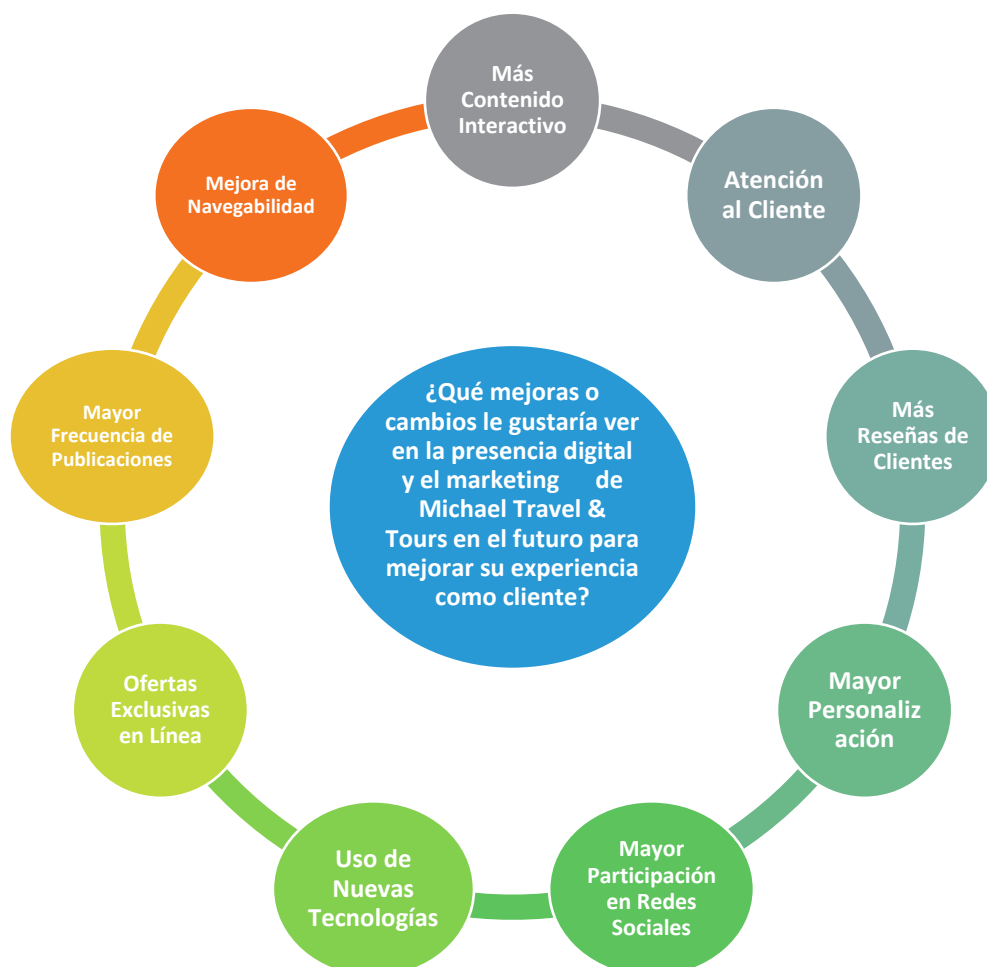 Más
Contenido
Interactivo
Atención
al Cliente
Más
Reseñas de
Clientes
Mayor
Personaliz
ación
Mayor
Participación
en Redes
Sociales
Uso de
Nuevas
Tecnologías
Ofertas
Exclusivas
en Línea
Mayor
Frecuencia de
Publicaciones
Mejora de
Navegabilidad
¿Qué mejoras o
cambios le gustaría ver
en la presencia digital
y el marketing de
Michael Travel &
Tours en el futuro para
mejorar su experiencia
como cliente?